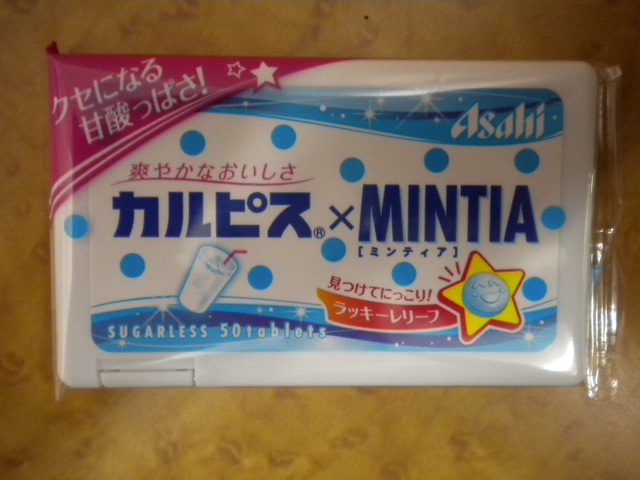 クセになる
甘酸っぱさ!
Asahi
爽やかなおいしさ
カルピス®×MINTIA
[ミンティア]
見つけてにっこり!
ラッキーレリーフ
SUGARLESS 50tablets